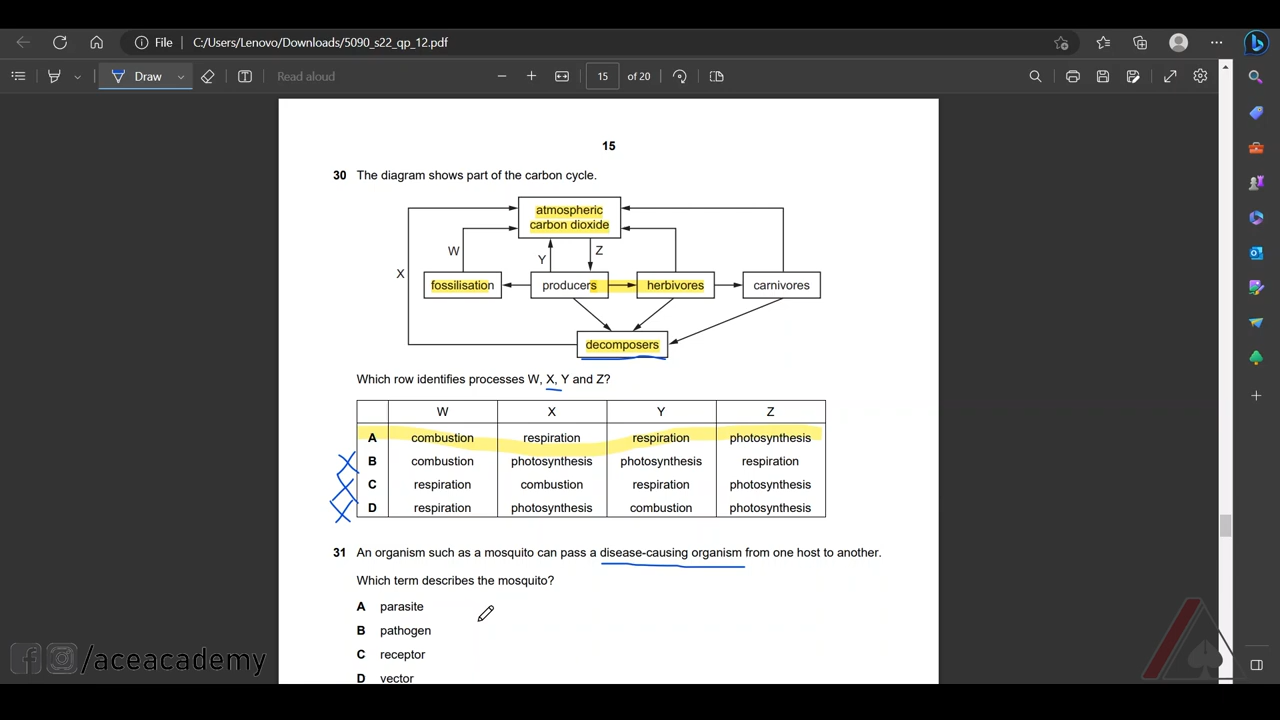 File
C:/Users/Lenovo/Downloads/5090_s22_qp_12.pdf
Draw
Read aloud
15
of 20
15
30 The diagram shows part of the carbon cycle.
atmospheric
carbon dioxide
W
Z
Y
X
fossilisation
producers
herbivores
carnivores
decomposers
Which row identifies processes W, X, Y and Z?
W X Y Z
A combustion respiration respiration photosynthesis
B combustion photosynthesis photosynthesis respiration
C respiration combustion respiration photosynthesis
D respiration photosynthesis combustion photosynthesis
31 An organism such as a mosquito can pass a disease-causing organism from one host to another.
Which term describes the mosquito?
A parasite
B pathogen
C receptor
D vector
/aceacademy